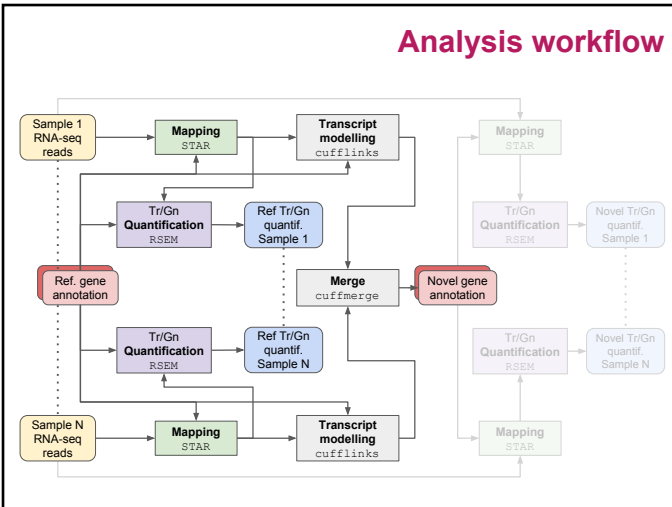 Analysis workflow
Sample 1
RNA-seq
reads
Mapping
STAR
Transcript
modelling
cufflinks
Mapping
STAR
Tr/Gn
Quantification
RSEM
Ref Tr/Gn
quantif.
Sample 1
Tr/Gn
Quantification
RSEM
Novel Tr/Gn
quantif.
Sample 1
Ref. gene
annotation
Merge
cuffmerge
Novel gene
annotation
Tr/Gn
Quantification
RSEM
Ref Tr/Gn
quantif.
Sample N
Tr/Gn
Quantification
RSEM
Novel Tr/Gn
quantif.
Sample N
Sample N
RNA-seq
reads
Mapping
STAR
Transcript
modelling
cufflinks
Mapping
STAR